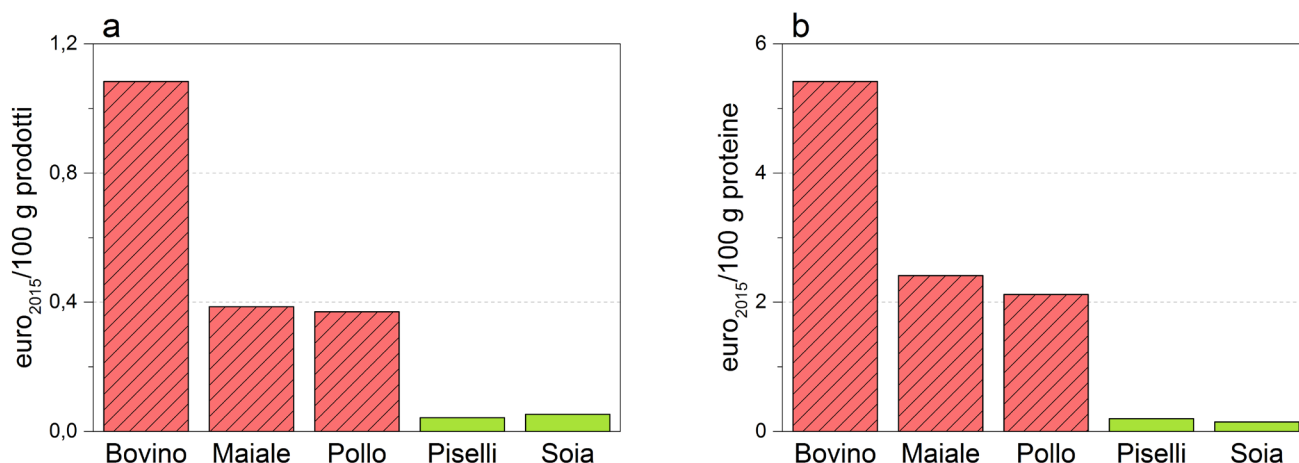 a
1,2
0,8
0,4
0,0
euro2015/100 g prodotti
Bovino Maiale Pollo Piselli Soia
b
6
4
2
0
euro2015/100 g proteine
Bovino Maiale Pollo Piselli Soia